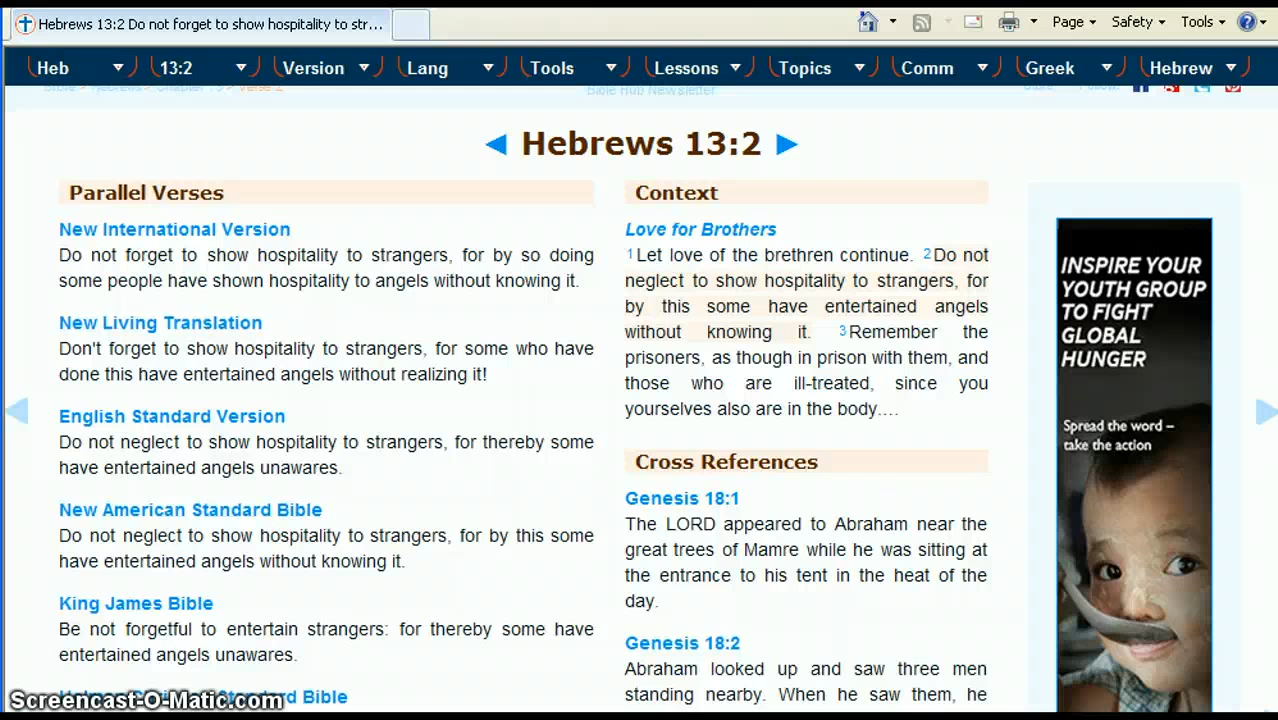 Hebrews 13:2 Do not forget to show hospitality to str...
Page Safety Tools
Heb 13:2 Version Lang Tools Lessons Topics Comm Greek Hebrew
Bible > Hebrews > Chapter 13 > Verse 2
Bible Hub Newsletter
Hebrews 13:2
Parallel Verses
New International Version
Do not forget to show hospitality to strangers, for by so doing
some people have shown hospitality to angels without knowing it.
New Living Translation
Don't forget to show hospitality to strangers, for some who have
done this have entertained angels without realizing it!
English Standard Version
Do not neglect to show hospitality to strangers, for thereby some
have entertained angels unawares.
New American Standard Bible
Do not neglect to show hospitality to strangers, for by this some
have entertained angels without knowing it.
King James Bible
Be not forgetful to entertain strangers: for thereby some have
entertained angels unawares.
Standard Bible
Context
Love for Brothers
1Let love of the brethren continue. 2Do not
neglect to show hospitality to strangers, for
by this some have entertained angels
without knowing it. 3Remember the
prisoners, as though in prison with them, and
those who are ill-treated, since you
yourselves also are in the body....
Cross References
Genesis 18:1
The LORD appeared to Abraham near the
great trees of Mamre while he was sitting at
the entrance to his tent in the heat of the
day.
Genesis 18:2
Abraham looked up and saw three men
standing nearby. When he saw them, he
INSPIRE YOUR
YOUTH GROUP
TO FIGHT
GLOBAL
HUNGER
Spread the word –
take the action
Screencast-O-Matic.com